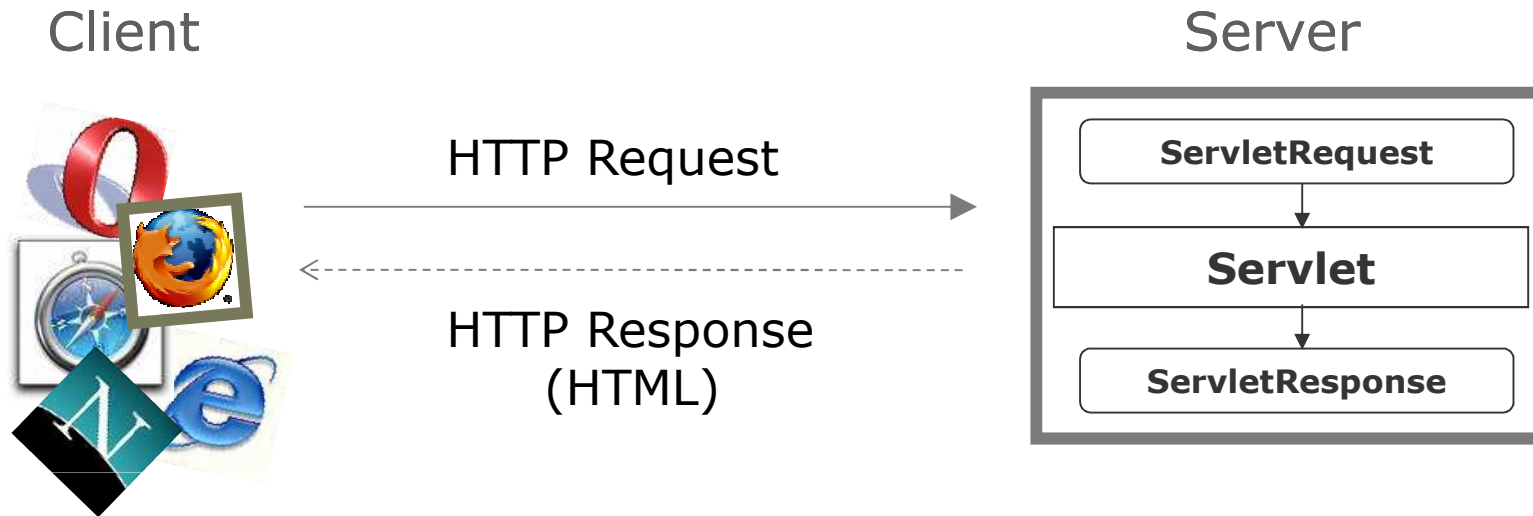 Client
Server
HTTP Request
HTTP Response
(HTML)
ServletRequest
Servlet
ServletResponse
N